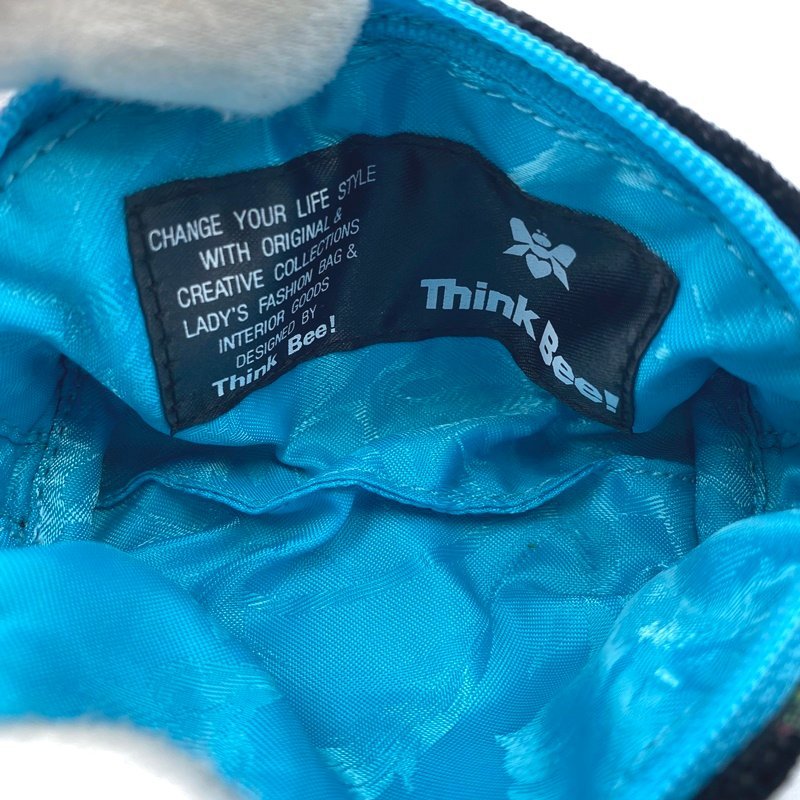 CHANGE YOUR LIFE STYLE
WITH ORIGINAL &
CREATIVE COLLECTIONS
LADY'S FASHION BAG &
INTERIOR GOODS
DESIGNED BY
Think Bee!
Think Bee!